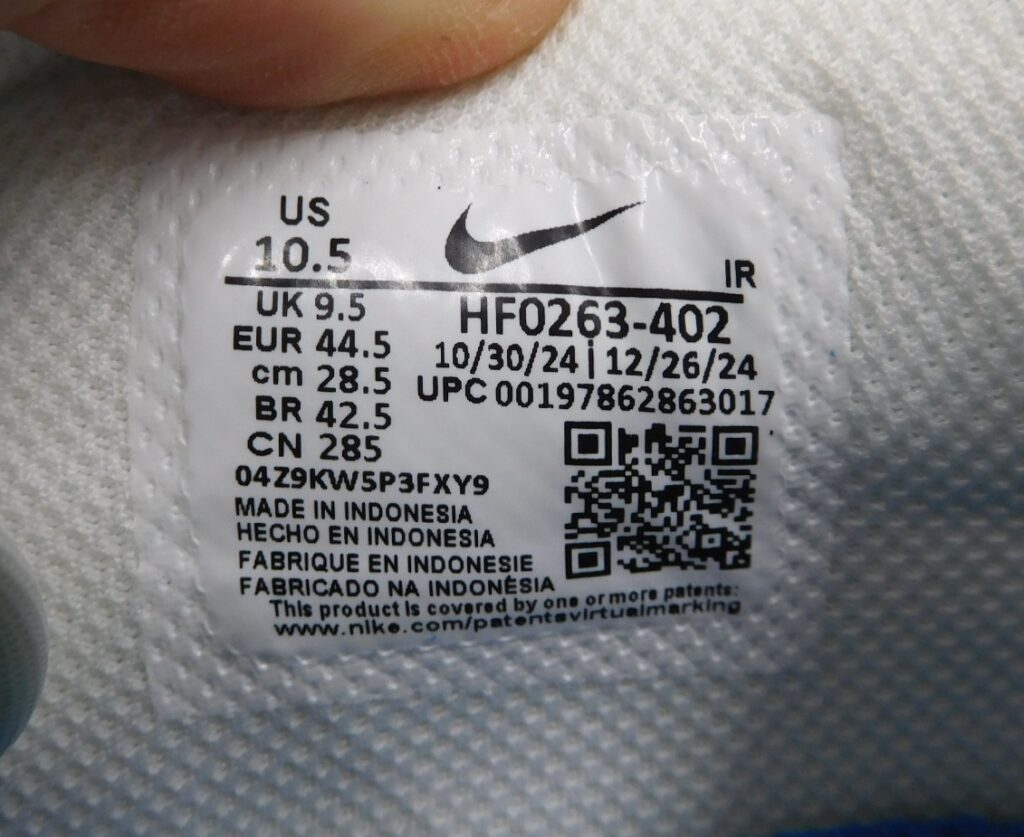 US
10.5
IR
UK 9.5
EUR 44.5
cm 28.5
BR 42.5
CN 285
HF0263-402
10/30/24 | 12/26/24
UPC 00197862863017
04Z9KW5P3FXY9
MADE IN INDONESIA
HECHO EN INDONESIA
FABRIQUE EN INDONESIE
FABRICADO NA INDONÉSIA
This product is covered by one or more patents:
www.nike.com/patentsvirtualmarking